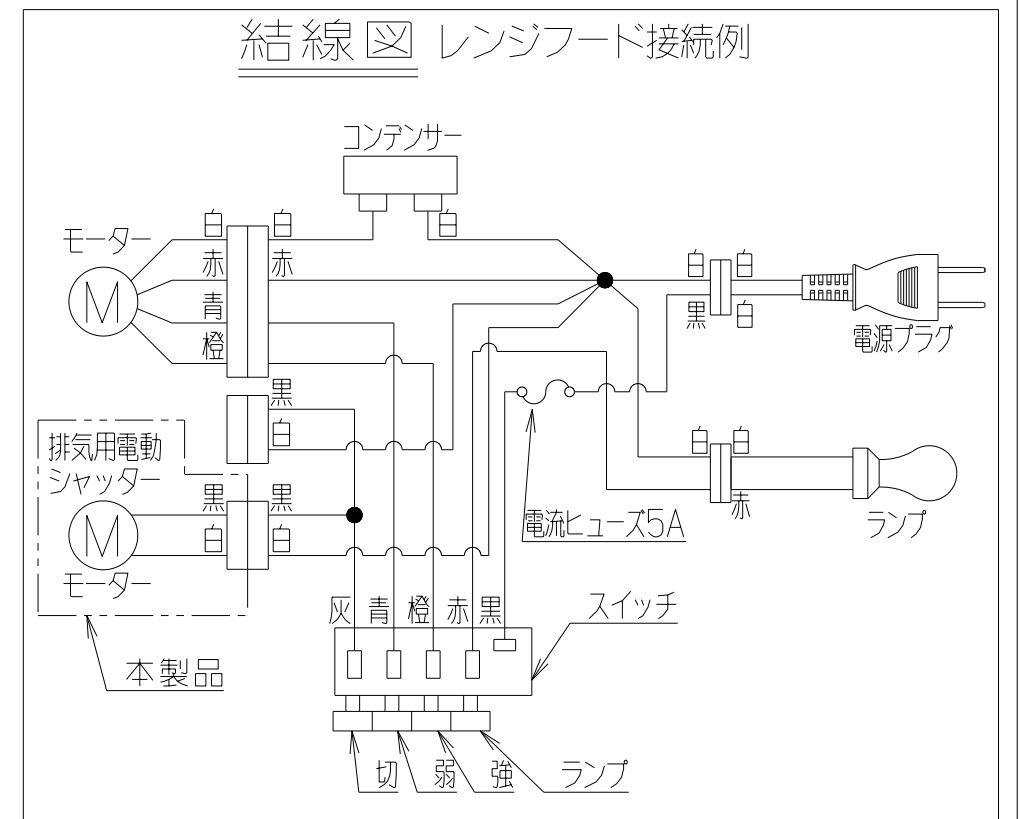 結線図 レンジフード接続例
コンデンサー
白 白 白
モーター
M
赤 赤
白 白
青
黒 白
電源プラグ
橙
黒
白
排気用電動
シャッター
白 白
黒 黒
M
白 白
赤
電流ヒューズ5A
ランプ
モーター
灰 青 橙 赤 黒
スイッチ
本製品
切 弱 強 ランプ